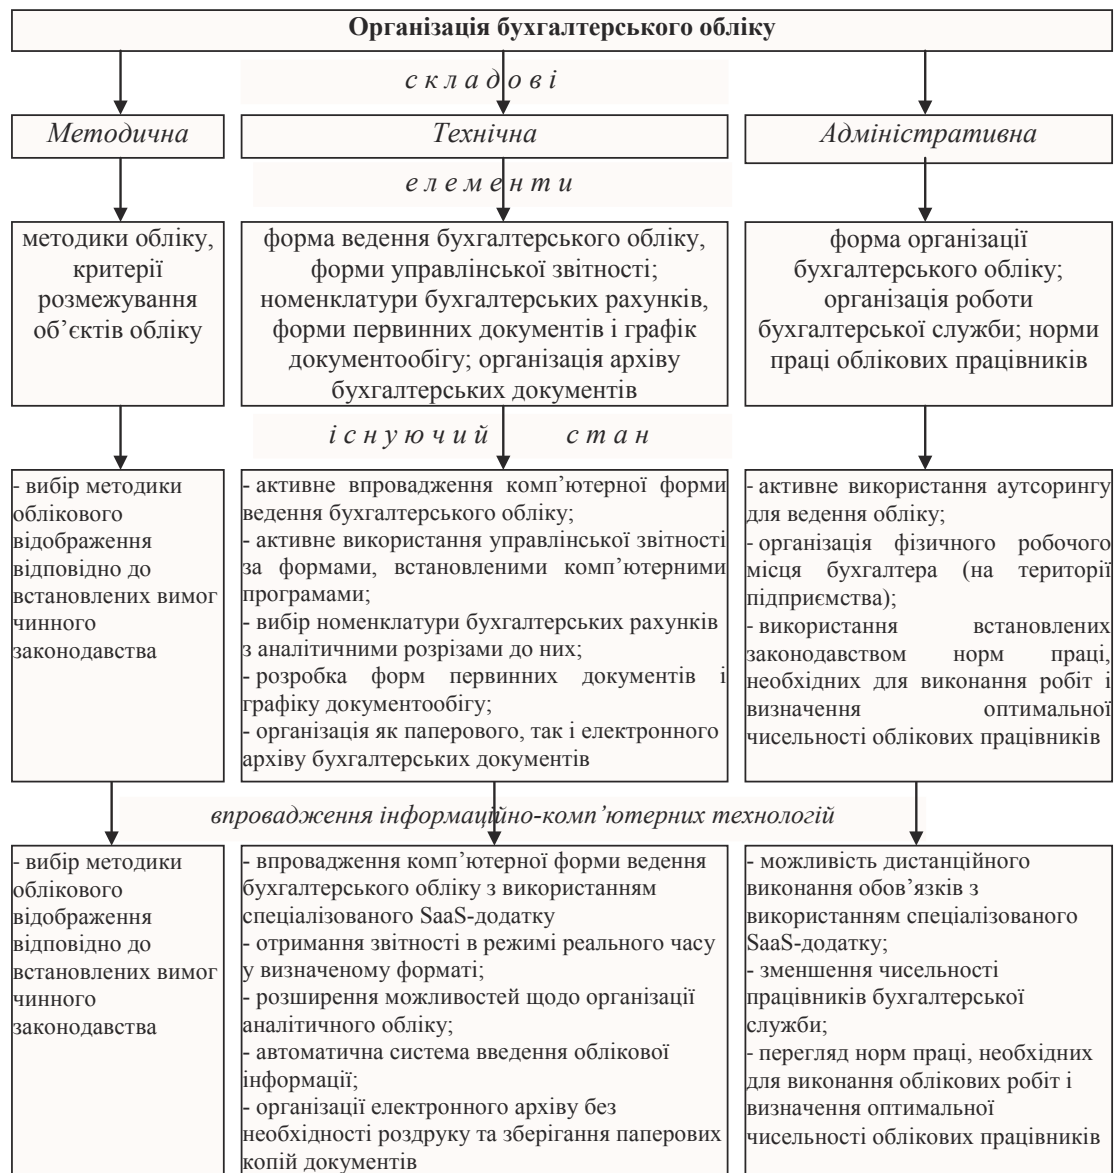 Організація бухгалтерського обліку
складові
Методична
Технічна
Адміністративна
елементи
методики обліку,
критерії
розмежування
об’єктів обліку
форма ведення бухгалтерського обліку,
форми управлінської звітності;
номенклатури бухгалтерських рахунків,
форми первинних документів і графік
документообігу; організація архіву
бухгалтерських документів
форма організації
бухгалтерського обліку;
організація роботи
бухгалтерської служби; норми
праці облікових працівників
існуючий стан
- вибір методики
облікового
відображення
відповідно до
встановлених вимог
чинного
законодавства
- активне впровадження комп’ютерної форми
ведення бухгалтерського обліку;
- активне використання управлінської звітності
за формами, встановленими комп’ютерними
програмами;
- вибір номенклатури бухгалтерських рахунків
з аналітичними розрізами до них;
- розробка форм первинних документів і
графіку документообігу;
- організація як паперового, так і електронного
архіву бухгалтерських документів
- активне використання аутсорингу
для ведення обліку;
- організація фізичного робочого
місця бухгалтера (на території
підприємства);
- використання встановлених
законодавством норм праці,
необхідних для виконання робіт і
визначення оптимальної
чисельності облікових працівників
впровадження інформаційно-комп’ютерних технологій
- вибір методики
облікового
відображення
відповідно до
встановлених вимог
чинного
законодавства
- впровадження комп’ютерної форми ведення
бухгалтерського обліку з використанням
спеціалізованого SaaS-додатку
- отримання звітності в режимі реального часу
у визначеному форматі;
- розширення можливостей щодо організації
аналітичного обліку;
- автоматична система введення облікової
інформації;
- організації електронного архіву без
необхідності роздруку та зберігання паперових
копій документів
- можливість дистанційного
виконання обов’язків з
використанням спеціалізованого
SaaS-додатку;
- зменшення чисельності
працівників бухгалтерської
служби;
- перегляд норм праці, необхідних
для виконання облікових робіт і
визначення оптимальної
чисельності облікових працівників